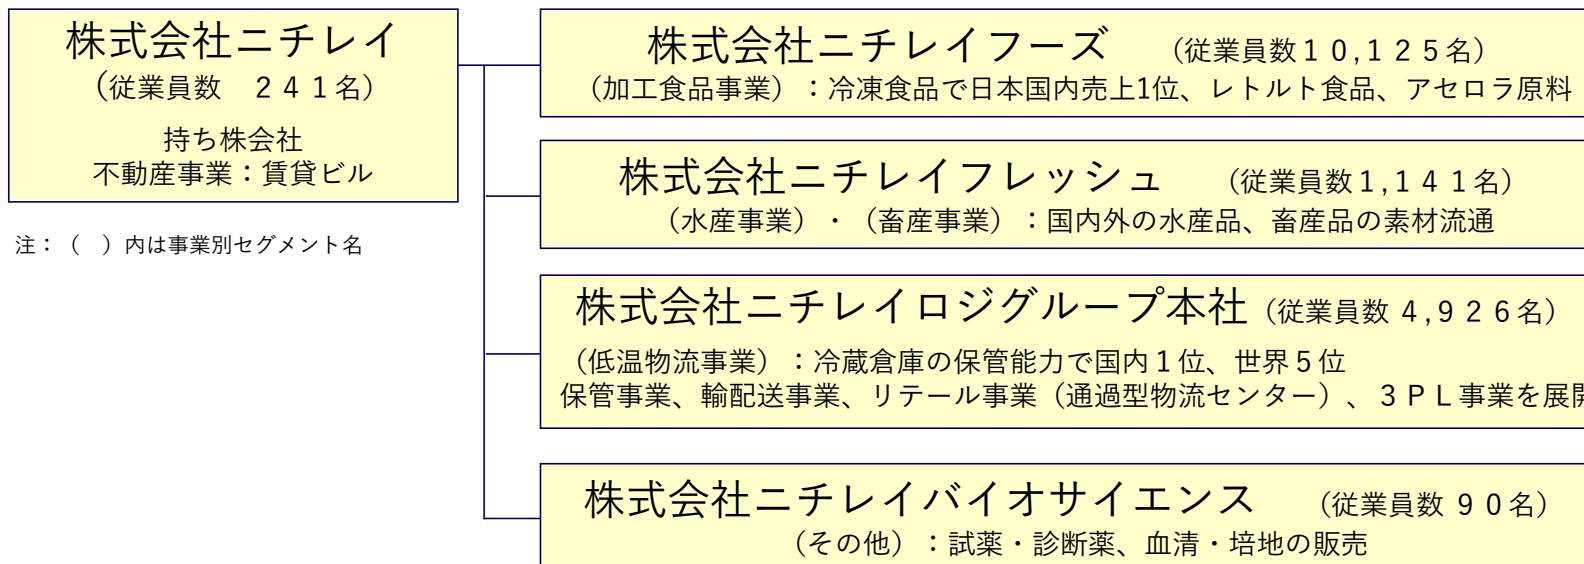 株式会社ニチレイ
(従業員数　２４１名)
持ち株会社
不動産事業：賃貸ビル
注：（　）内は事業別セグメント名
株式会社ニチレイフーズ　(従業員数１０,１２５名)
（加工食品事業）：冷凍食品で日本国内売上1位、レトルト食品、アセロラ原料
株式会社ニチレイフレッシュ　(従業員数１,１４１名)
（水産事業）・（畜産事業）：国内外の水産品、畜産品の素材流通
株式会社ニチレイロジグループ本社 (従業員数 ４,９２６名)
（低温物流事業）：冷蔵倉庫の保管能力で国内１位、世界５位
保管事業、輸配送事業、リテール事業（通過型物流センター）、３ＰＬ事業を展開
株式会社ニチレイバイオサイエンス　(従業員数 ９０名)
（その他）：試薬・診断薬、血清・培地の販売